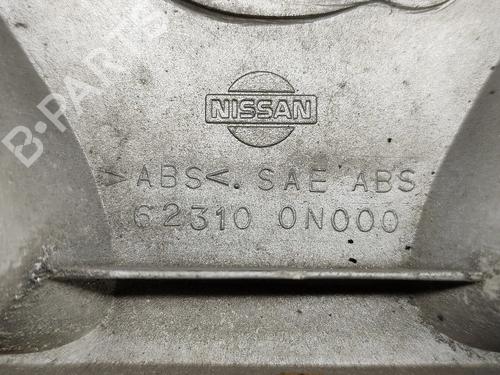 B-PARTS
NISSAN
>ABS<. SAE ABS
62310 0N000